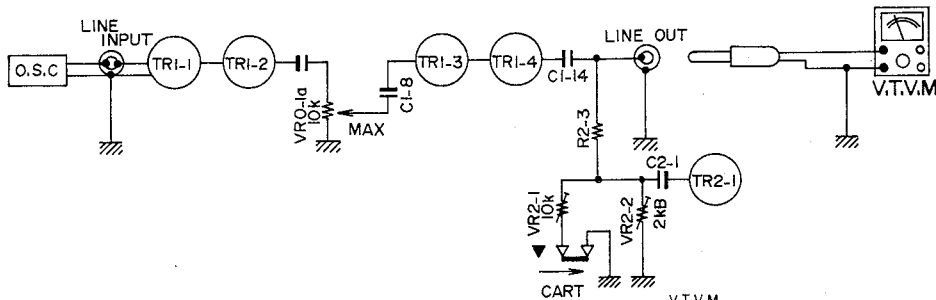 LINE
INPUT
O.S.C
TR1-1
TR1-2
VR0-1a
10k
MAX
C1-8
TR1-3
TR1-4
C1-14
LINE OUT
V.T.V.M
R2-3
C2-1
TR2-1
VR2-1
10k
VR2-2
2kB
CART
V.T.V.M